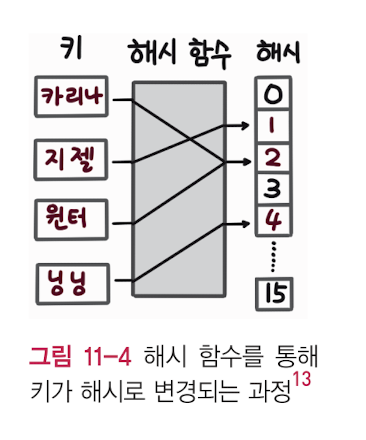 키 해시 함수 해시
카리나
지젤
윈터
닝닝
0
1
2
3
4
15
그림 11-4 해시 함수를 통해
키가 해시로 변경되는 과정13